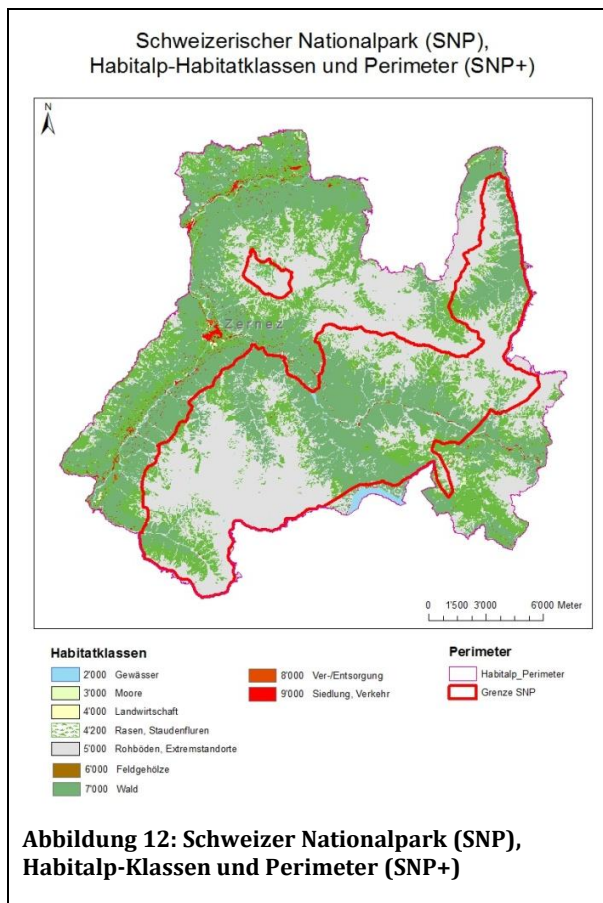 Schweizerischer Nationalpark (SNP),
Habitalp-Habitatklassen und Perimeter (SNP+)
N
Zernez
0 1'500 3'000 6'000 Meter
Habitatklassen
2'000 Gewässer
3'000 Moore
4'000 Landwirtschaft
4'200 Rasen, Staudenfluren
5'000 Rohböden, Extremstandorte
6'000 Feldgehölze
7'000 Wald
8'000 Ver-/Entsorgung
9'000 Siedlung, Verkehr
Perimeter
Habitalp_Perimeter
Grenze SNP
Abbildung 12: Schweizer Nationalpark (SNP),
Habitalp-Klassen und Perimeter (SNP+)